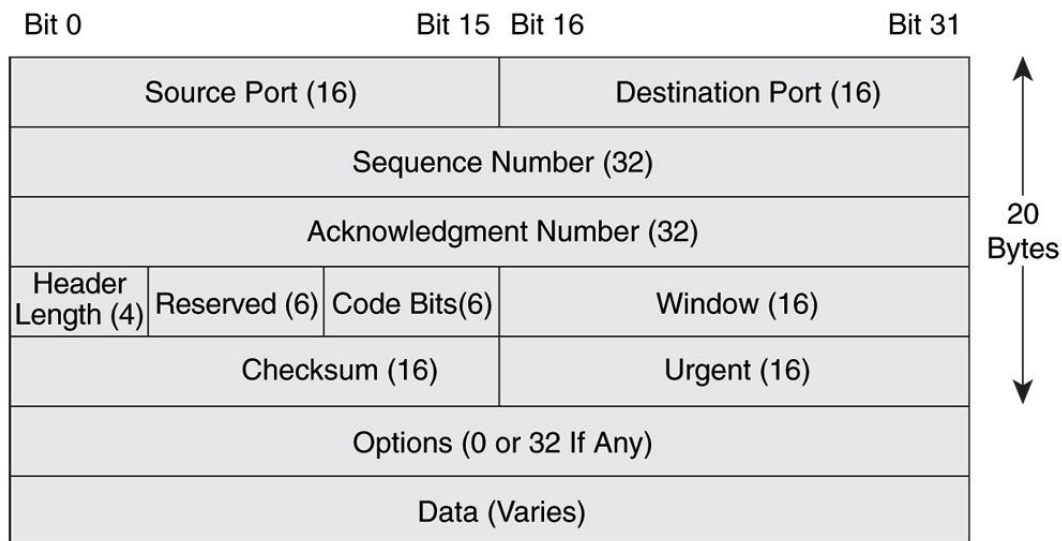 Bit 0 Bit 15 Bit 16 Bit 31
Source Port (16) Destination Port (16)
Sequence Number (32)
Acknowledgment Number (32)
20
Bytes
Header
Length (4) Reserved (6) Code Bits(6) Window (16)
Checksum (16) Urgent (16)
Options (0 or 32 If Any)
Data (Varies)